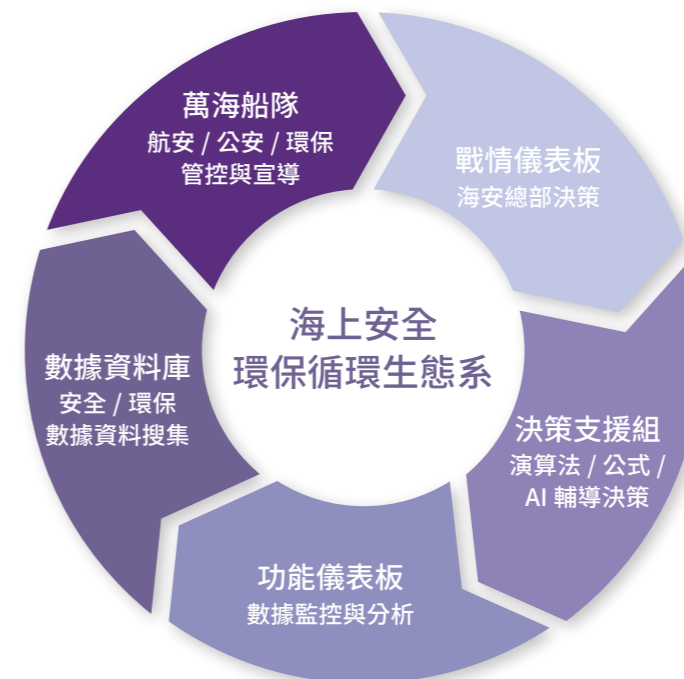 萬海船隊
航安 / 公安 / 環保
管控與宣導
戰情儀表板
海安總部決策
海上安全
環保循環生態系
數據資料庫
安全 / 環保
數據資料搜集
決策支援組
演算法 / 公式 /
AI 輔導決策
功能儀表板
數據監控與分析